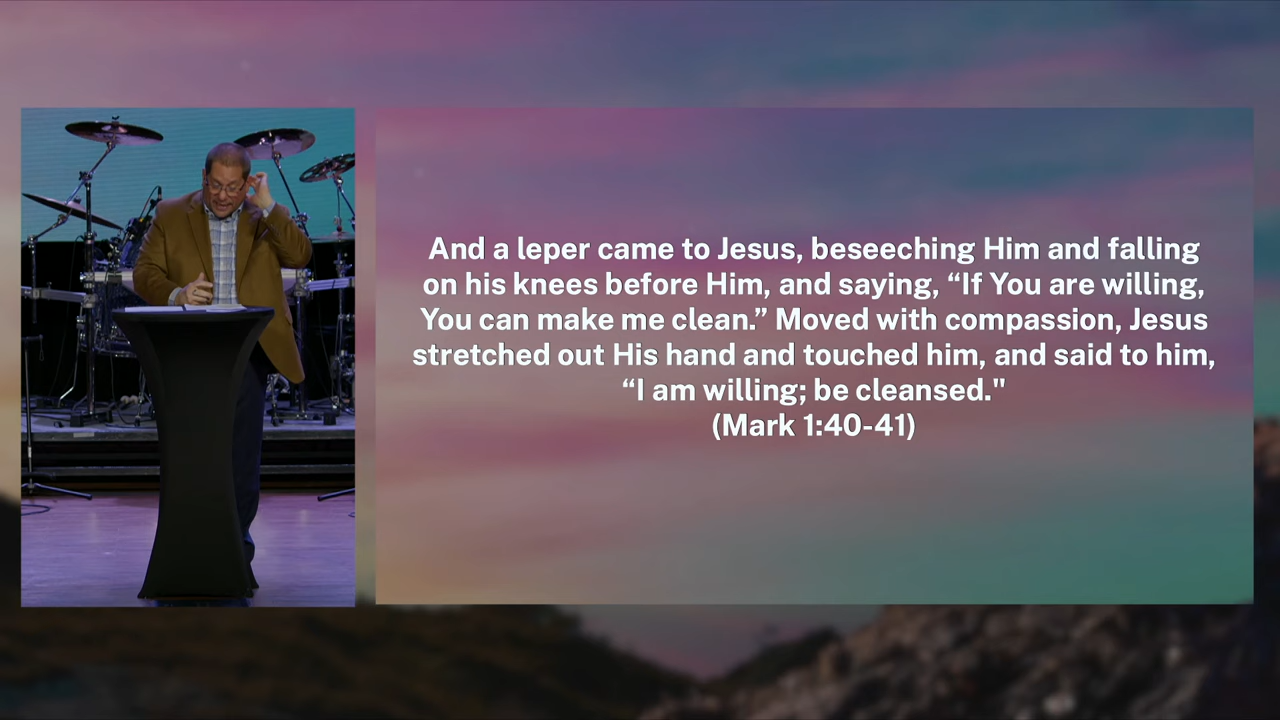 And a leper came to Jesus, beseeching Him and falling
on his knees before Him, and saying, “If You are willing,
You can make me clean.” Moved with compassion, Jesus
stretched out His hand and touched him, and said to him,
“I am willing; be cleansed."
(Mark 1:40-41)